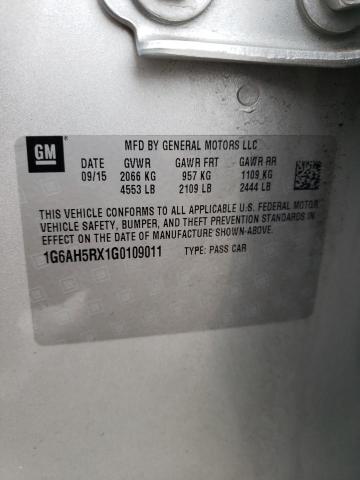 GM
MFD BY GENERAL MOTORS LLC
DATE GVWR GAWR FRT GAWR RR
09/15 2066 KG 957 KG 1109 KG
4553 LB 2109 LB 2444 LB
THIS VEHICLE CONFORMS TO ALL APPLICABLE U.S. FEDERAL MOTOR
VEHICLE SAFETY, BUMPER, AND THEFT PREVENTION STANDARDS IN
EFFECT ON THE DATE OF MANUFACTURE SHOWN ABOVE.
1G6AH5RX1G0109011 TYPE: PASS CAR